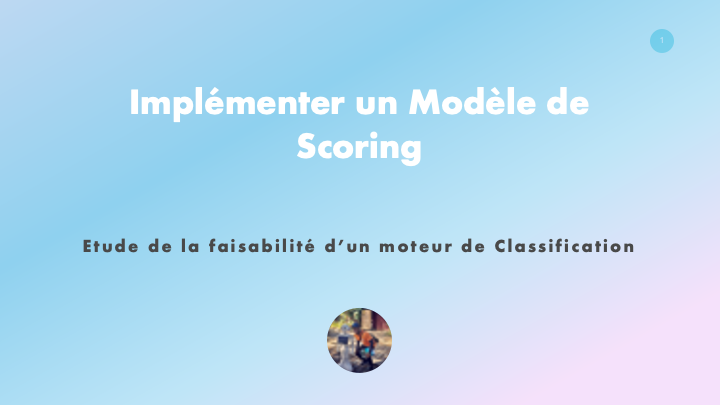 1
Implémenter un Modèle de
Scoring
Etude de la faisabilité d’un moteur de Classification